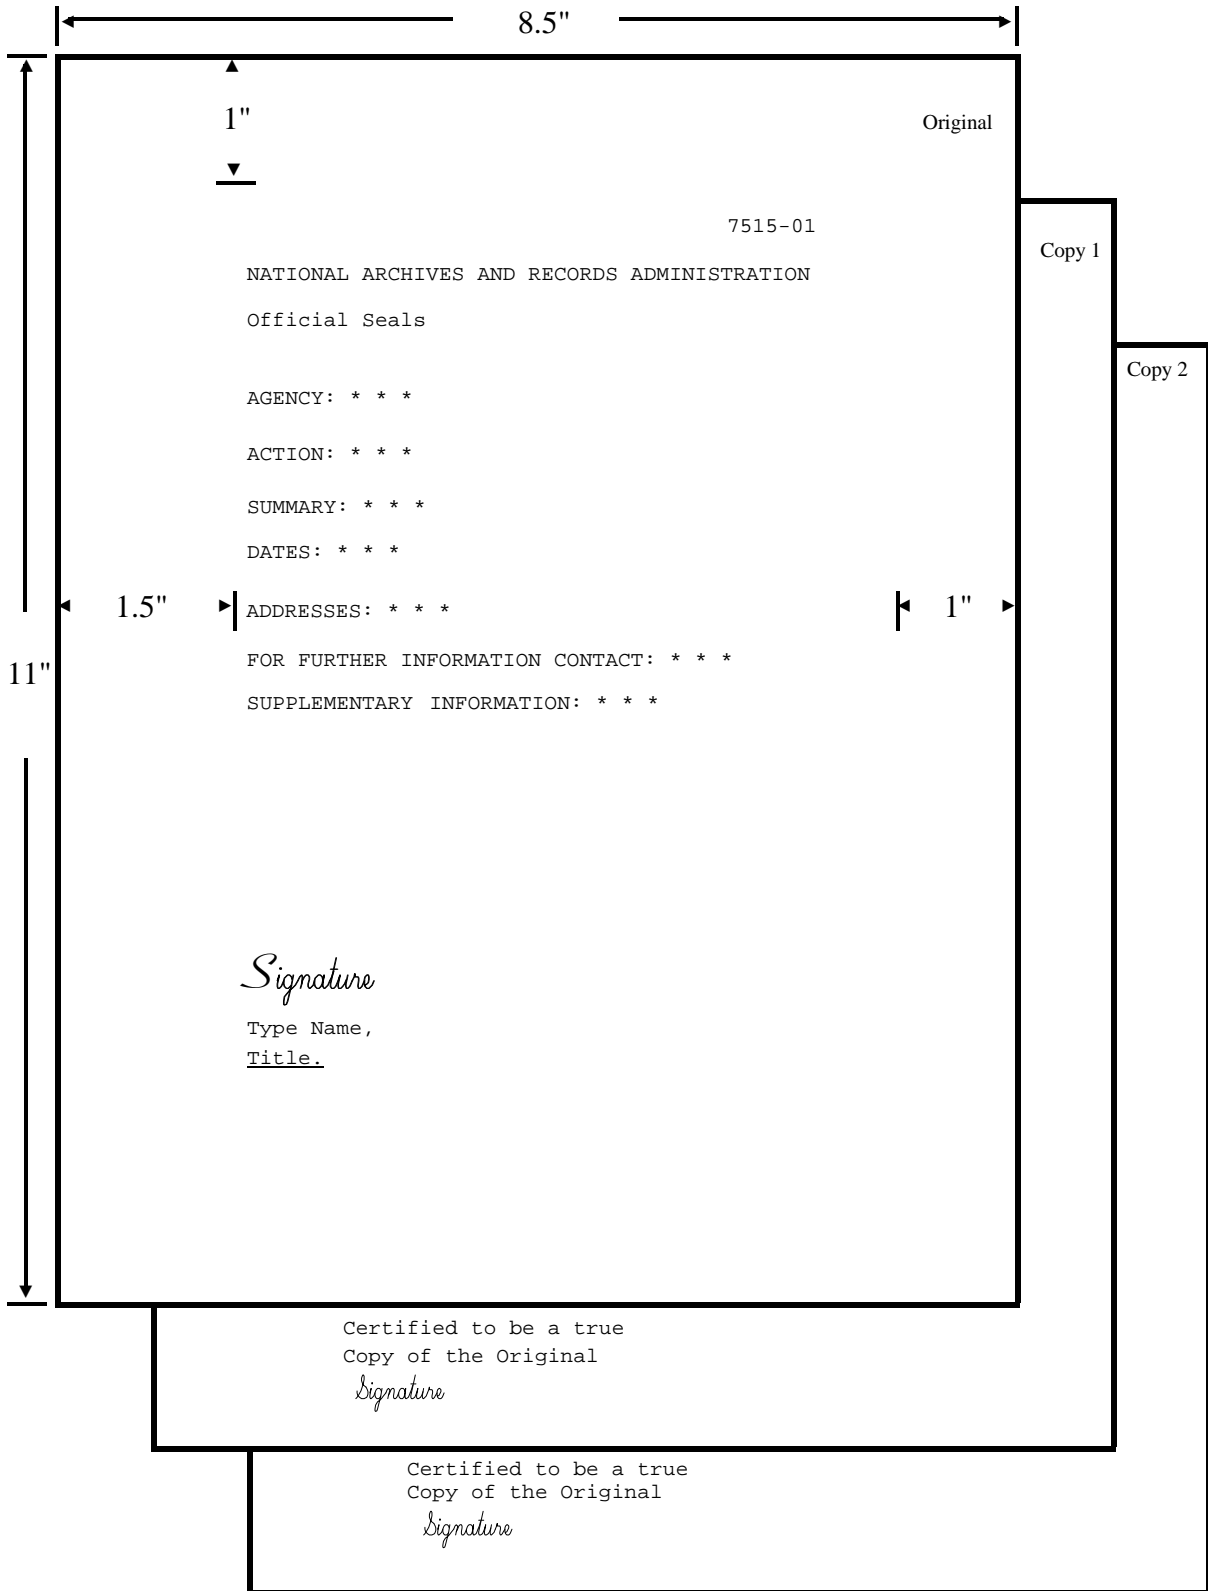 8.5"
1"
Original
7515-01
Copy 1
NATIONAL ARCHIVES AND RECORDS ADMINISTRATION
Official Seals
Copy 2
AGENCY: * * *
ACTION: * * *
SUMMARY: * * *
DATES: * * *
1.5"
ADDRESSES: * * *
1"
FOR FURTHER INFORMATION CONTACT: * * *
11"
SUPPLEMENTARY INFORMATION: * * *
Signature
Type Name,
Title.
Certified to be a true
Copy of the Original
Signature
Certified to be a true
Copy of the Original
Signature